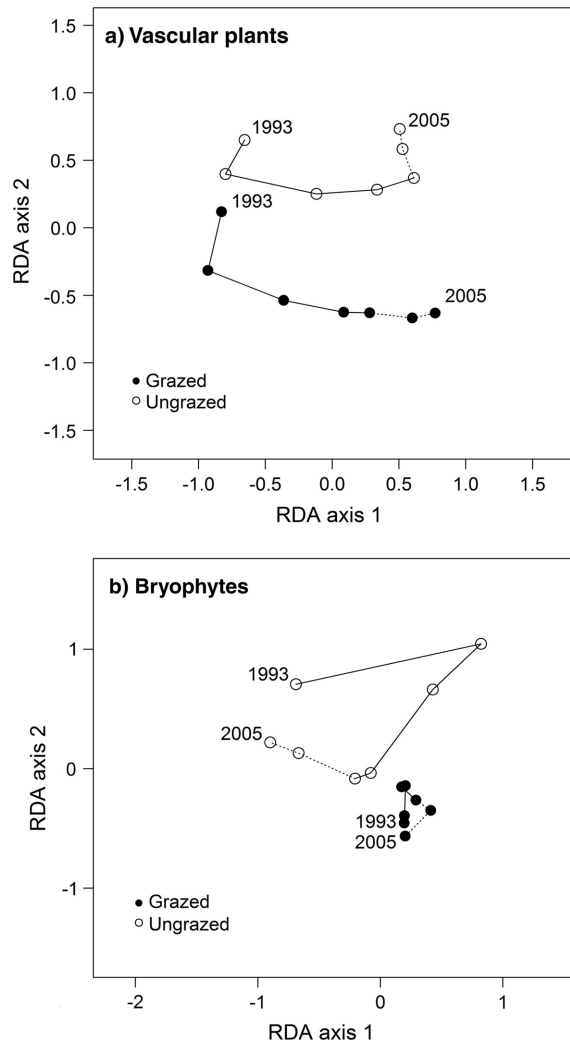 a) Vascular plants
1.5
1.0
0.5
0.0
-0.5
-1.0
-1.5
RDA axis 2
1993
2005
1993
2005
Grazed
Ungrazed
-1.5 -1.0 -0.5 0.0 0.5 1.0 1.5
RDA axis 1
b) Bryophytes
1
0
-1
RDA axis 2
1993
2005
1993
2005
Grazed
Ungrazed
-2 -1 0 1
RDA axis 1